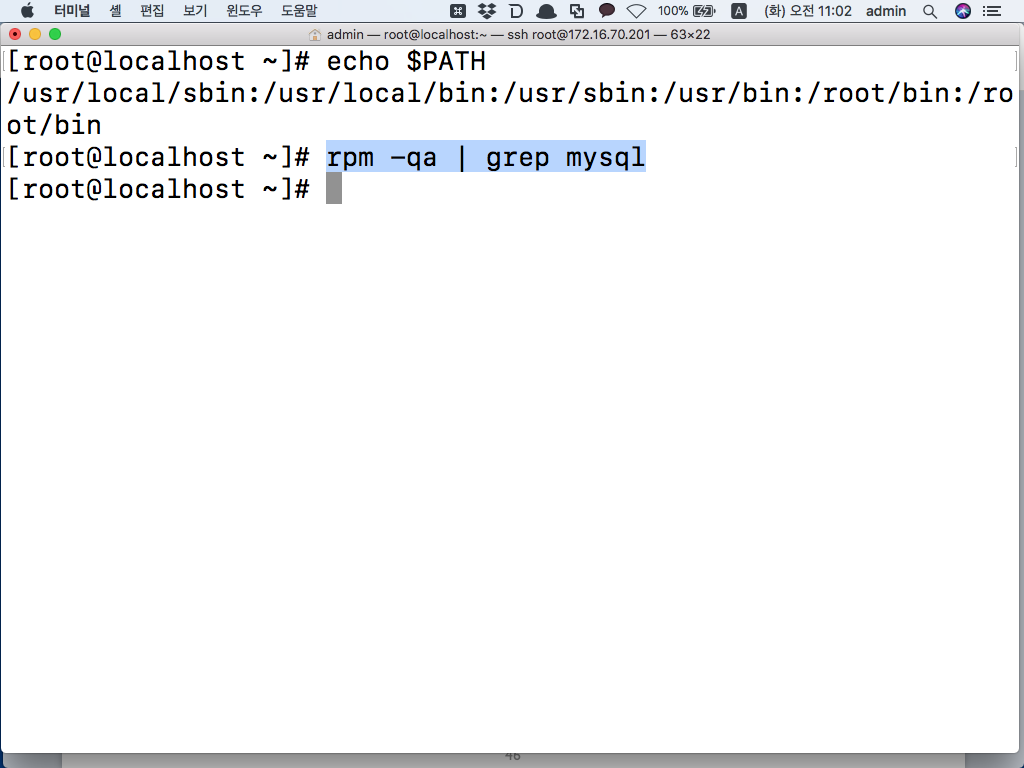 터미널 셸 편집 보기 윈도우 도움말 100% A (화) 오전 11:02 admin
admin — root@localhost:~ — ssh root@172.16.70.201 — 63×22
[root@localhost ~]# echo $PATH
/usr/local/sbin:/usr/local/bin:/usr/sbin:/usr/bin:/root/bin:/ro
ot/bin
[root@localhost ~]# rpm -qa | grep mysql
[root@localhost ~]#
46